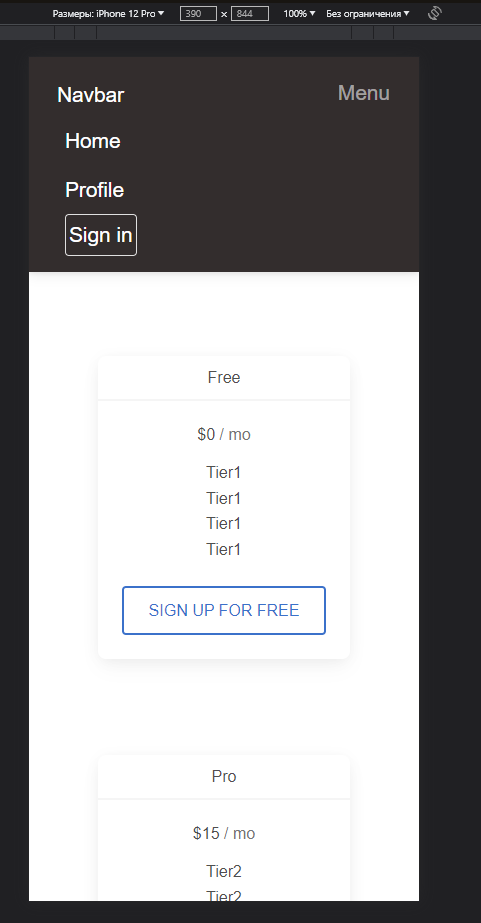 Размеры: iPhone 12 Pro ▼ 390 × 844 100% ▼ Без ограничения ▼
Navbar Menu
Home
Profile
Sign in
Free
$0 / mo
Tier1
Tier1
Tier1
Tier1
SIGN UP FOR FREE
Pro
$15 / mo
Tier2
Tier2